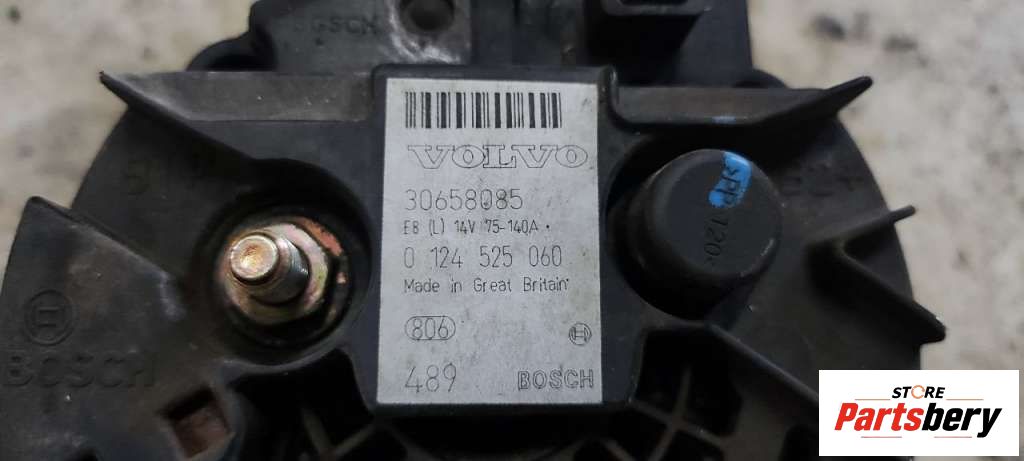 BOSCH
VOLVO
30658085
E8 (L) 14V 75-140A
0 124 525 060
Made in Great Britain
806
489 BOSCH
BOSCH
STORE
Partsbery